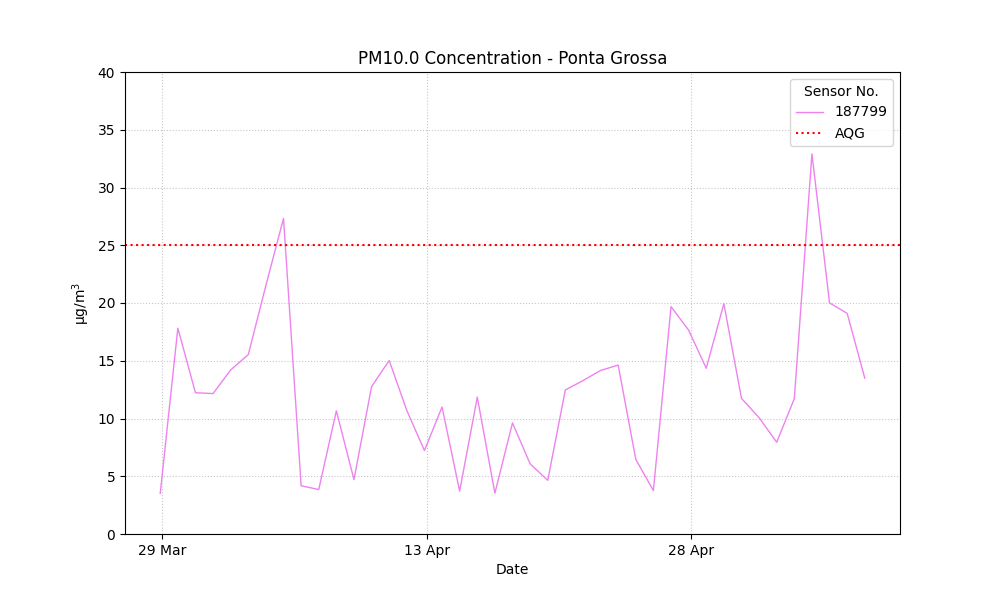 PM10.0 Concentration - Ponta Grossa
Sensor No.
187799
AQG
40
35
30
25
20
15
10
5
0
µg/m³
29 Mar
13 Apr
28 Apr
Date